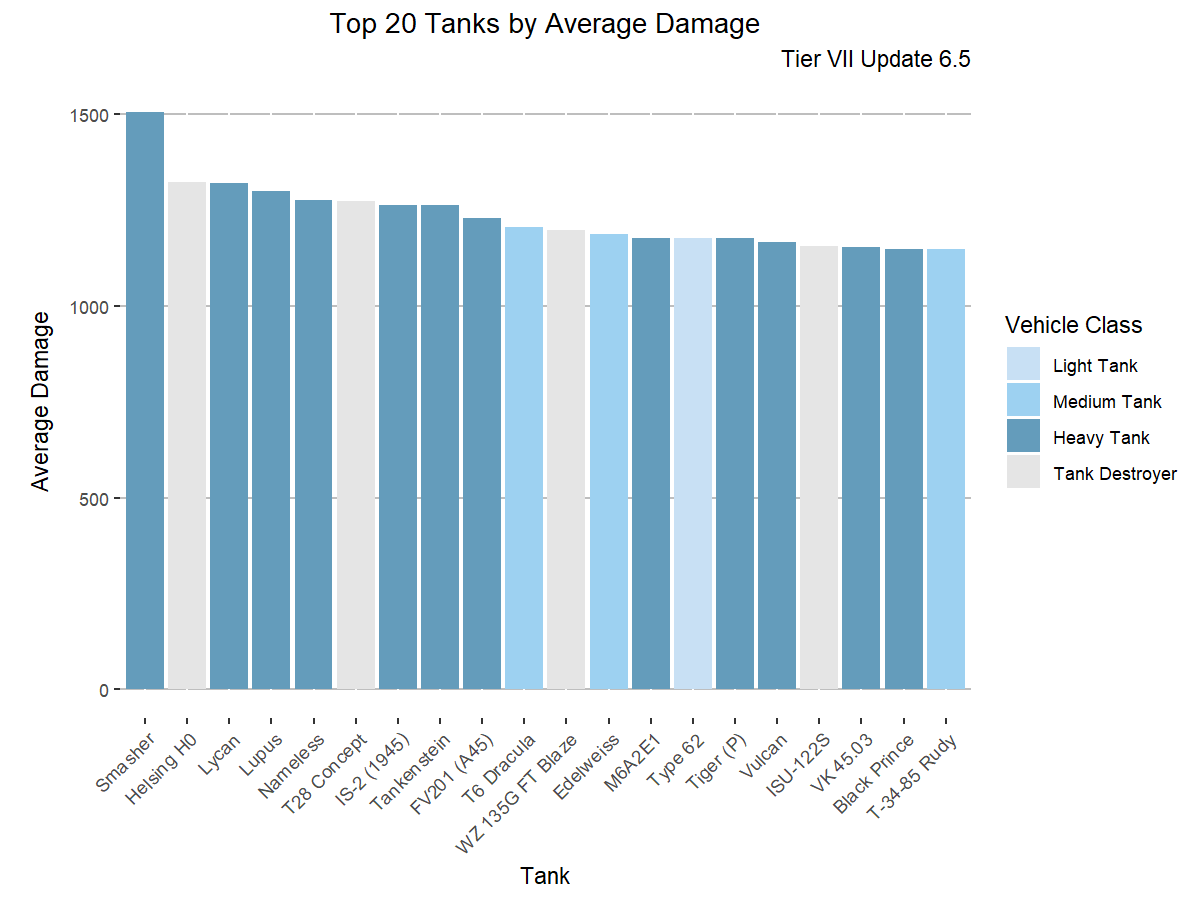 Top 20 Tanks by Average Damage
Tier VII Update 6.5
Average Damage
1500
1000
500
0
Smasher
Helsing H0
Lycan
Lupus
Nameless
T28 Concept
IS-2 (1945)
Tankenstein
FV201 (A45)
T6 Dracula
WZ 135G FT Blaze
Edelweiss
M6A2E1
Type 62
Tiger (P)
Vulcan
ISU-122S
VK 45.03
Black Prince
T-34-85 Rudy
Tank
Vehicle Class
Light Tank
Medium Tank
Heavy Tank
Tank Destroyer